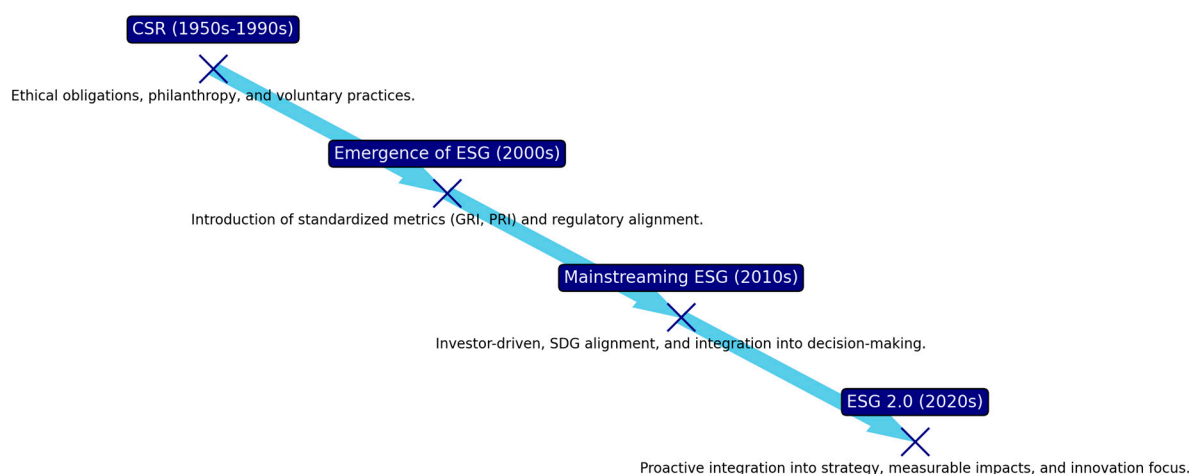 CSR (1950s-1990s)
Ethical obligations, philanthropy, and voluntary practices.
Emergence of ESG (2000s)
Introduction of standardized metrics (GRI, PRI) and regulatory alignment.
Mainstreaming ESG (2010s)
Investor-driven, SDG alignment, and integration into decision-making.
ESG 2.0 (2020s)
Proactive integration into strategy, measurable impacts, and innovation focus.